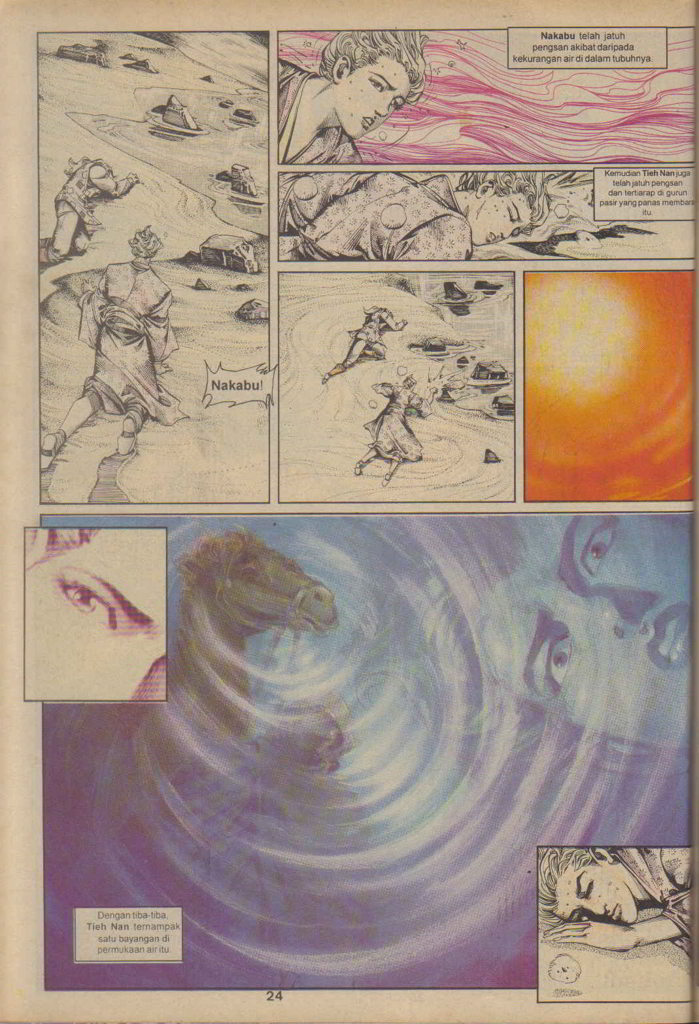 Nakabu telah jatuh
pengsan akibat daripada
kekurangan air di dalam tubuhnya.
Kemudian Tieh Nan juga
telah jatuh pengsan
dan tertiarap di gurun
pasir yang panas membara
itu.
Nakabu!
Dengan tiba-tiba,
Tieh Nan ternampak
satu bayangan di
permukaan air itu.
24